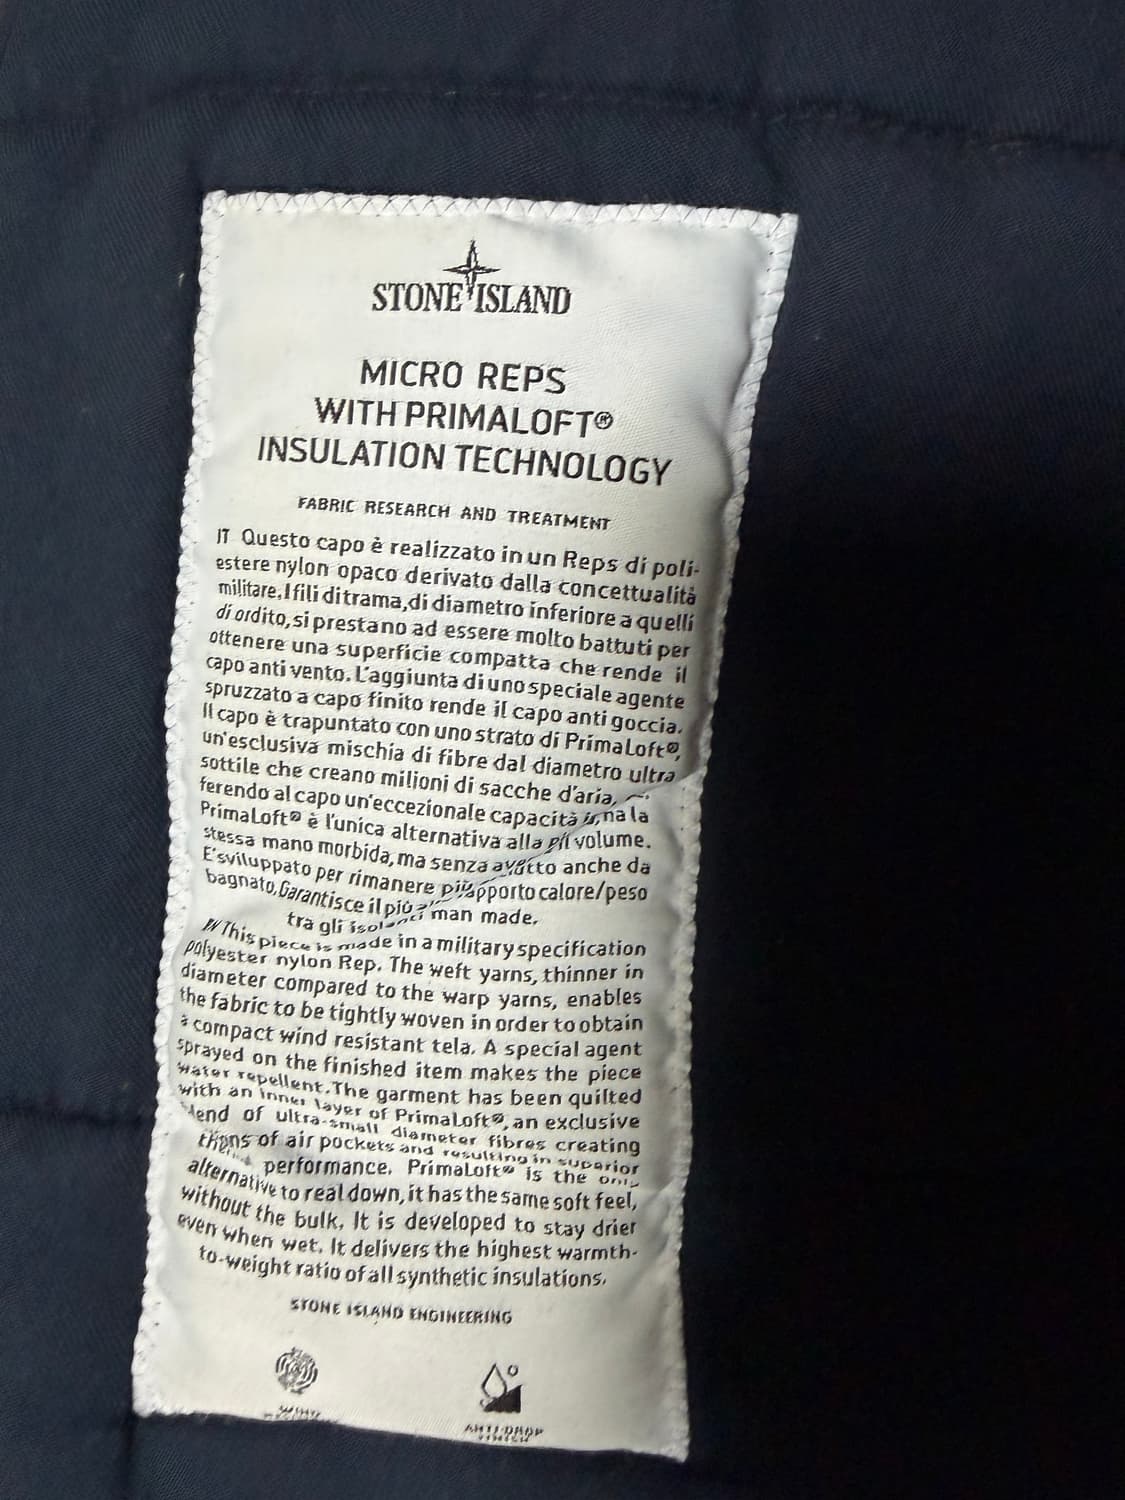 STONE ISLAND
MICRO REPS
WITH PRIMALOFT®
INSULATION TECHNOLOGY
FABRIC RESEARCH AND TREATMENT
IT Questo capo è realizzato in un Reps di poli-
estere nylon opaco derivato dalla concettualità
militare. I fili di trama, di diametro inferiore a quelli
di ordito, si prestano ad essere molto battuti per
ottenere una superficie compatta che rende il
capo anti vento. L'aggiunta di uno speciale agente
spruzzato a capo finito rende il capo anti goccia.
Il capo è trapuntato con uno strato di PrimaLoft®,
un'esclusiva mischia di fibre dal diametro ultra
sottile che creano milioni di sacche d'aria,
ferendo al capo un'eccezionale capacità
PrimaLoft® è l'unica alternativa alla volume.
stessa mano morbida, ma senza anche da
E' sviluppato per rimanere calore/peso
bagnato. Garantisce il più man made.
tra gli
EN This piece is made in a military specification
polyester nylon Rep. The weft yarns, thinner in
diameter compared to the warp yarns, enables
the fabric to be tightly woven in order to obtain
a compact wind resistant tela. A special agent
sprayed on the finished item makes the piece
water repellent. The garment has been quilted
with an inner layer of PrimaLoft®, an exclusive
lend of ultra-small diameter fibres creating
of air pockets and resulting in superior
performance. PrimaLoft® is the only
alternative to real down, it has the same soft feel,
without the bulk. It is developed to stay drier
even when wet. It delivers the highest warmth-
to-weight ratio of all synthetic insulations.
STONE ISLAND ENGINEERING
WIND
ANTI-DROP